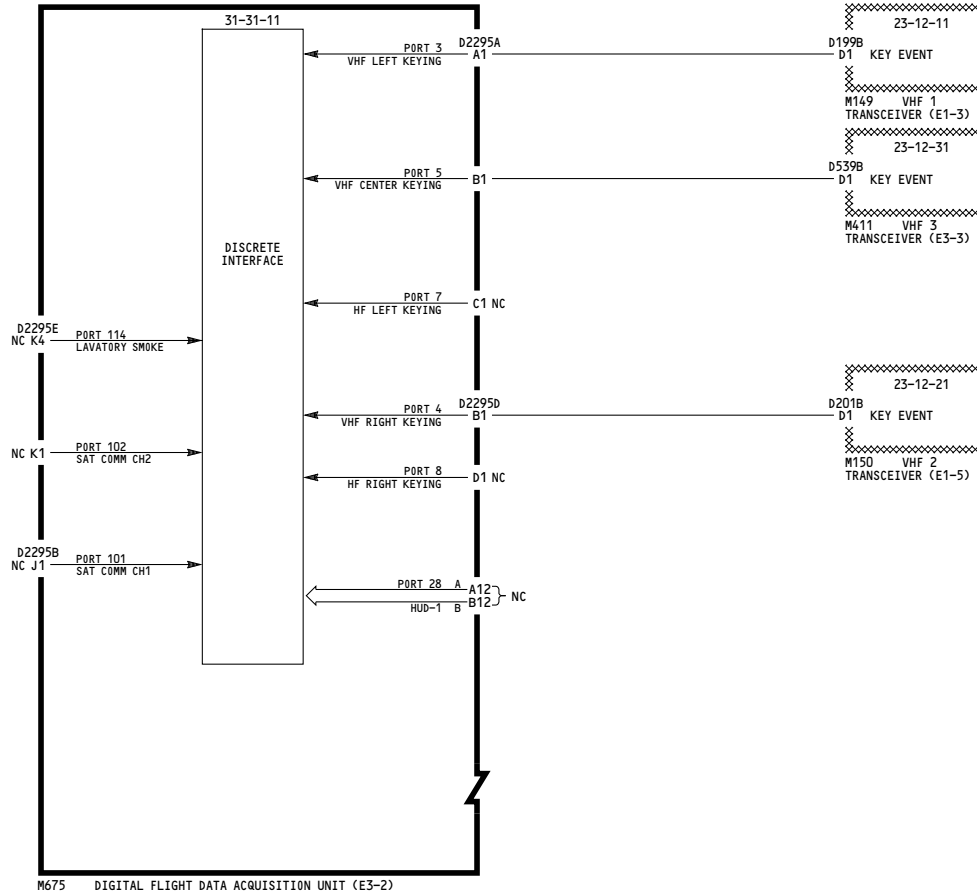 31-31-11
DISCRETE
INTERFACE
PORT 3
VHF LEFT KEYING
D2295A
A1
D199B
D1 KEY EVENT
23-12-11
M149 VHF 1
TRANSCEIVER (E1-3)
PORT 5
VHF CENTER KEYING
B1
23-12-31
D539B
D1 KEY EVENT
M411 VHF 3
TRANSCEIVER (E3-3)
PORT 7
HF LEFT KEYING
C1 NC
D2295E
NC K4
PORT 114
LAVATORY SMOKE
PORT 4
VHF RIGHT KEYING
D2295D
B1
23-12-21
D201B
D1 KEY EVENT
M150 VHF 2
TRANSCEIVER (E1-5)
NC K1
PORT 102
SAT COMM CH2
PORT 8
HF RIGHT KEYING
D1 NC
D2295B
NC J1
PORT 101
SAT COMM CH1
PORT 28 A
HUD-1 B
A12
B12
NC
M675 DIGITAL FLIGHT DATA ACQUISITION UNIT (E3-2)